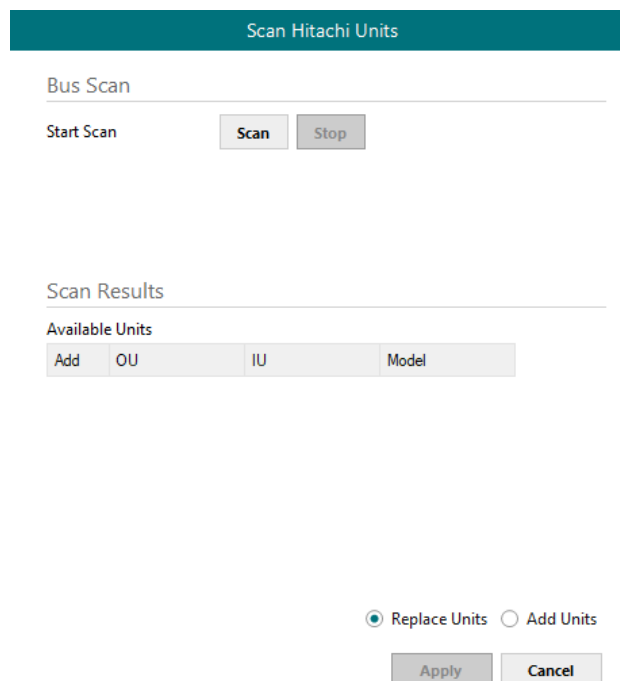 Scan Hitachi Units
Bus Scan
Start Scan Scan Stop
Scan Results
Available Units
Add OU IU Model
Replace Units Add Units
Apply Cancel